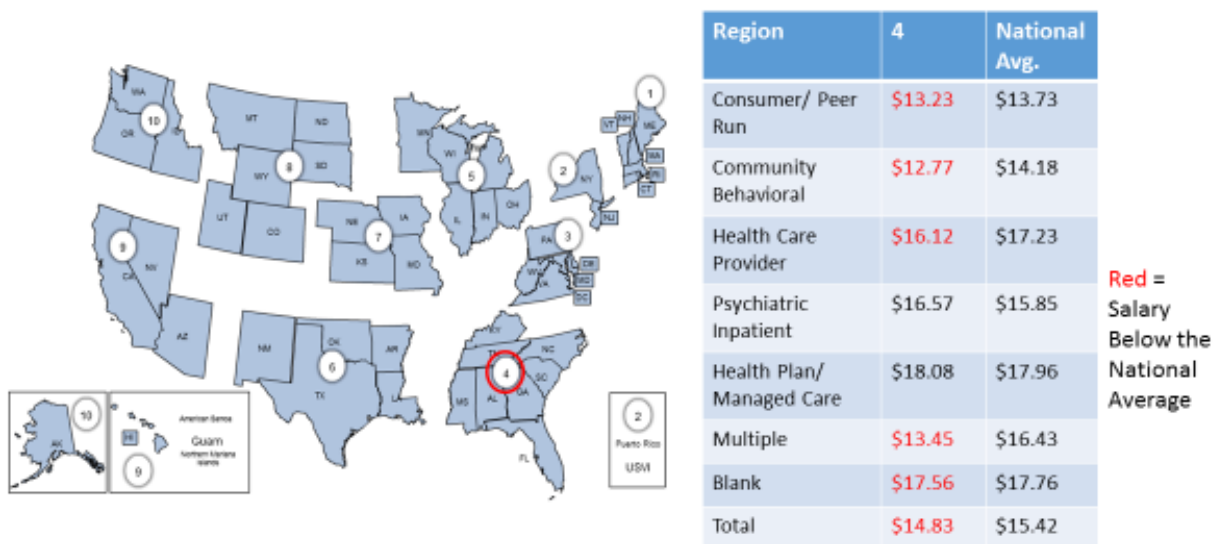 1
WA
MT
ND
VT
NH
ME
10
OR
ID
MN
8
SD
WI
MA
RI
CT
WY
5
2
NY
NJ
UT
CO
NE
IA
IL
IN
OH
3
PA
7
9
CA
NV
KS
MO
WV
VA
DE
MD
DC
AZ
NM
OK
AR
KY
TN
NC
6
4
SC
TX
MS
AL
GA
FL
10
AK
American Samoa
HI
Guam
Northern Mariana
Islands
9
2
Puerto Rico
USVI
Region 4 National
Avg.
Consumer/ Peer $13.23 $13.73
Run
Community $12.77 $14.18
Behavioral
Health Care $16.12 $17.23
Provider
Psychiatric $16.57 $15.85
Inpatient
Health Plan/ $18.08 $17.96
Managed Care
Multiple $13.45 $16.43
Blank $17.56 $17.76
Total $14.83 $15.42
Red =
Salary
Below the
National
Average